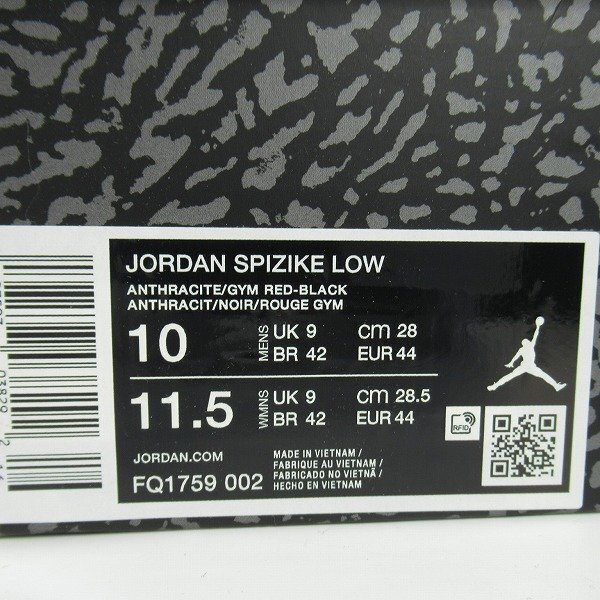 JORDAN SPIZIKE LOW
ANTHRACITE/GYM RED-BLACK
ANTHRACIT/NOIR/ROUGE GYM
10 MENS UK 9 cm 28
BR 42 EUR 44
11.5 WMNS UK 9 cm 28.5
BR 42 EUR 44
RFID
JORDAN.COM
FQ1759 002
MADE IN VIETNAM /
FABRIQUE AU VIETNAM /
FABRICADO NO VIETNÃ /
HECHO EN VIETNAM